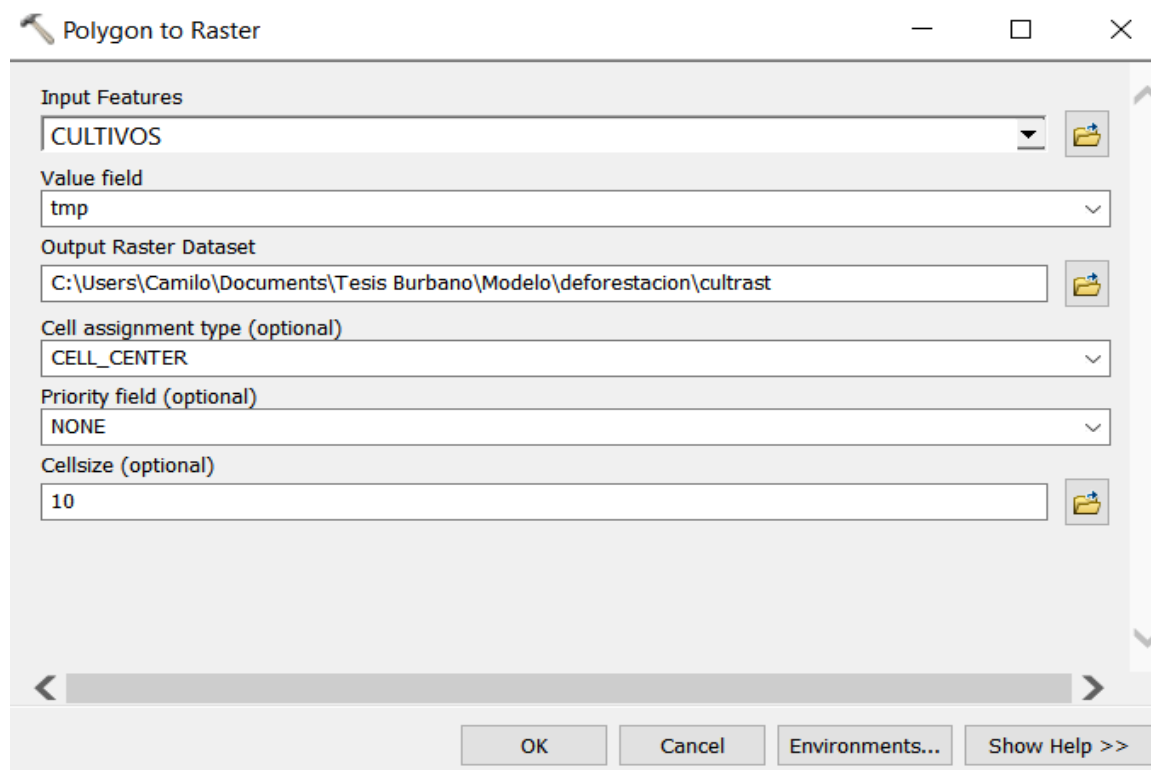 Polygon to Raster
Input Features
CULTIVOS
Value field
tmp
Output Raster Dataset
C:\Users\Camilo\Documents\Tesis Burbano\Modelo\deforestacion\cultrast
Cell assignment type (optional)
CELL_CENTER
Priority field (optional)
NONE
Cellsize (optional)
10
OK Cancel Environments... Show Help >>